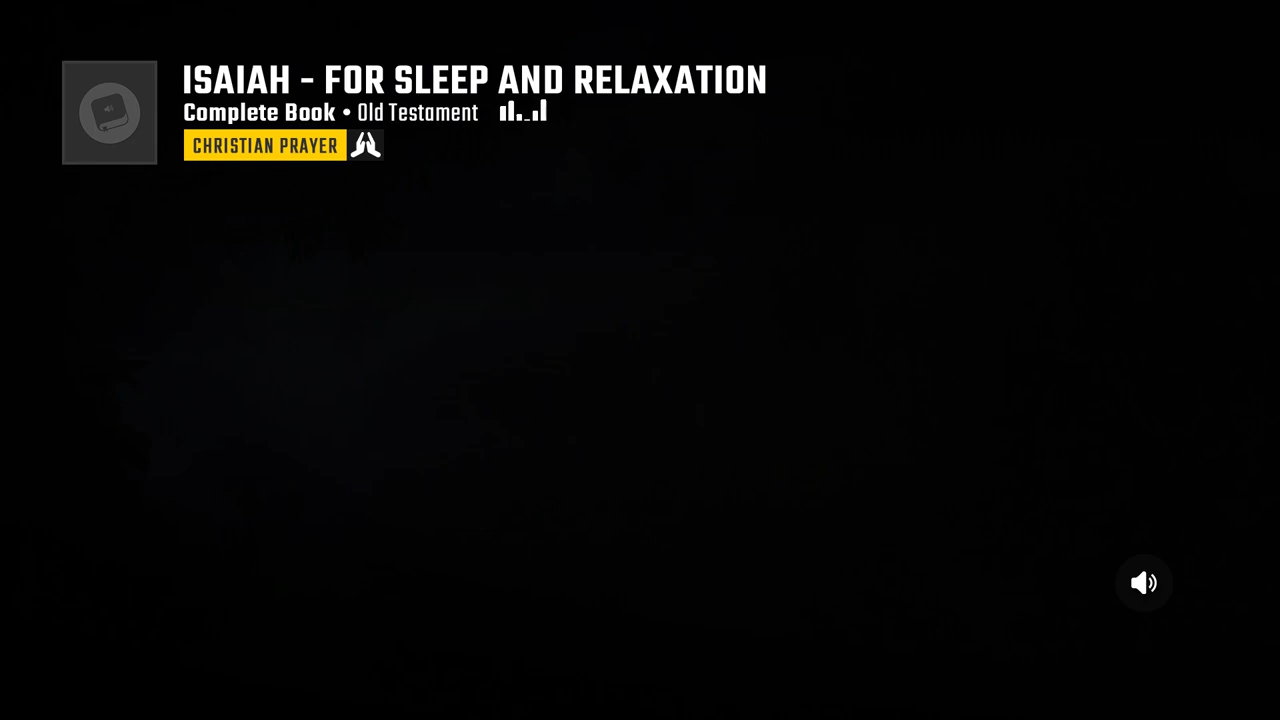 ISAIAH - FOR SLEEP AND RELAXATION
Complete Book • Old Testament
CHRISTIAN PRAYER